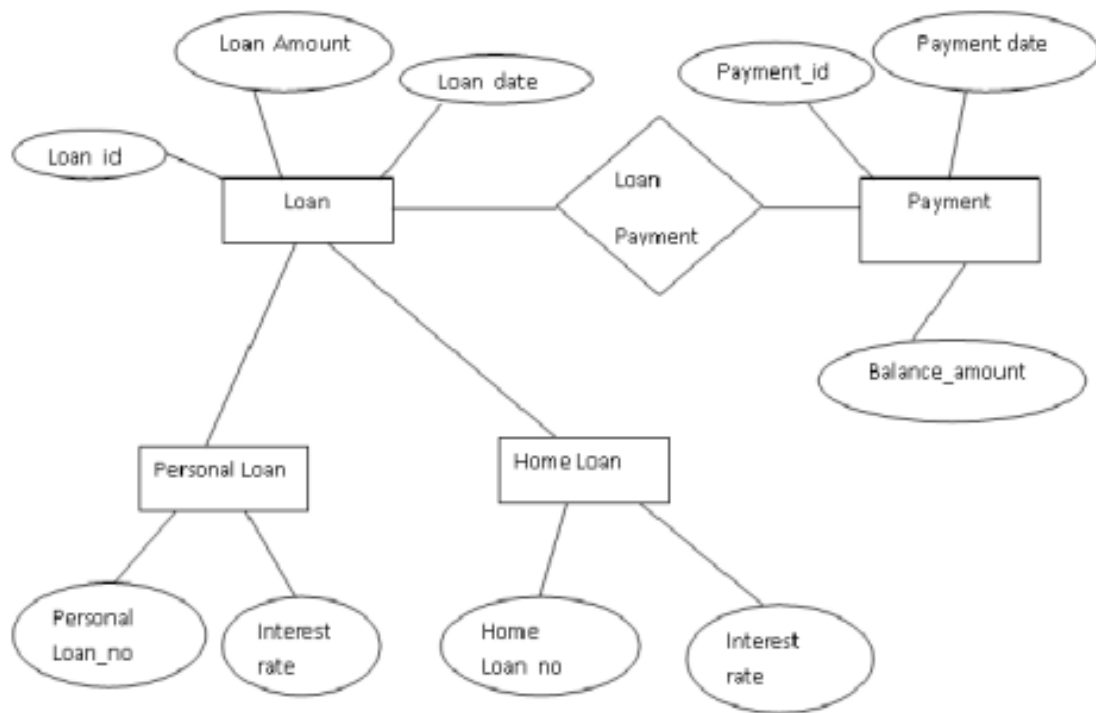 Loan Amount
Payment date
Loan date
Payment_id
Loan id
Loan
Loan
Payment
Payment
Balance_amount
Personal Loan
Home Loan
Personal
Loan_no
Interest
rate
Home
Loan no
Interest
rate